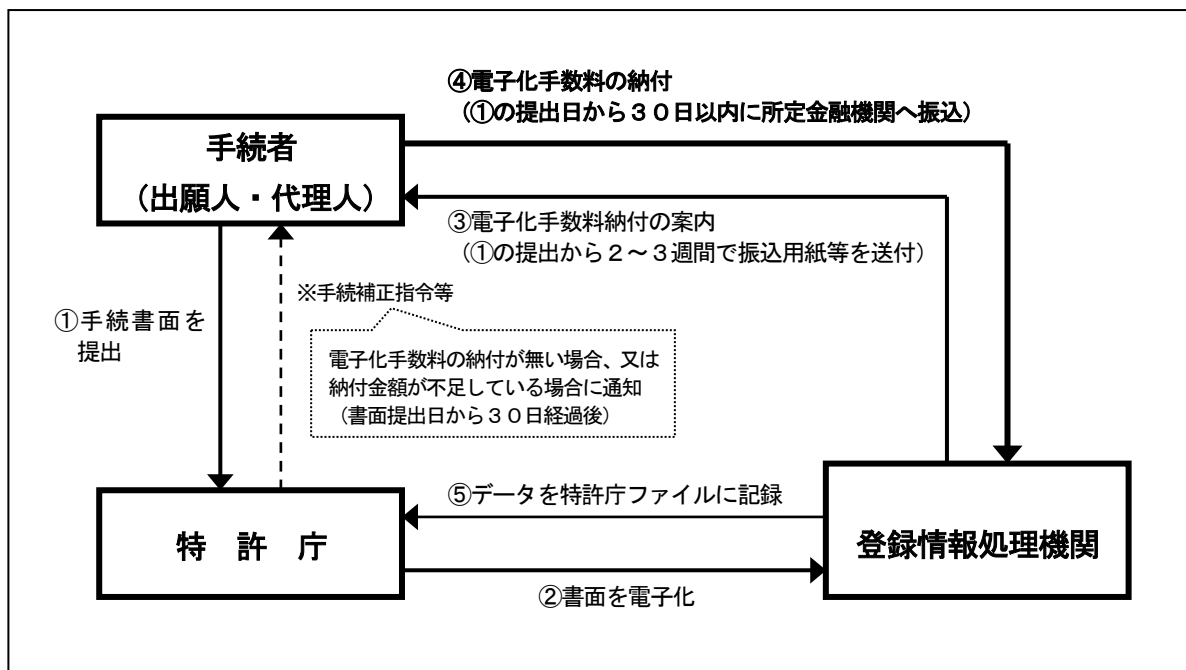 ④電子化手数料の納付
（①の提出日から３０日以内に所定金融機関へ振込）
手続者
（出願人・代理人）
③電子化手数料納付の案内
（①の提出から２～３週間で振込用紙等を送付）
※手続補正指令等
①手続書面を
提出
電子化手数料の納付が無い場合、又は
納付金額が不足している場合に通知
（書面提出日から３０日経過後）
⑤データを特許庁ファイルに記録
特 許 庁
登録情報処理機関
②書面を電子化